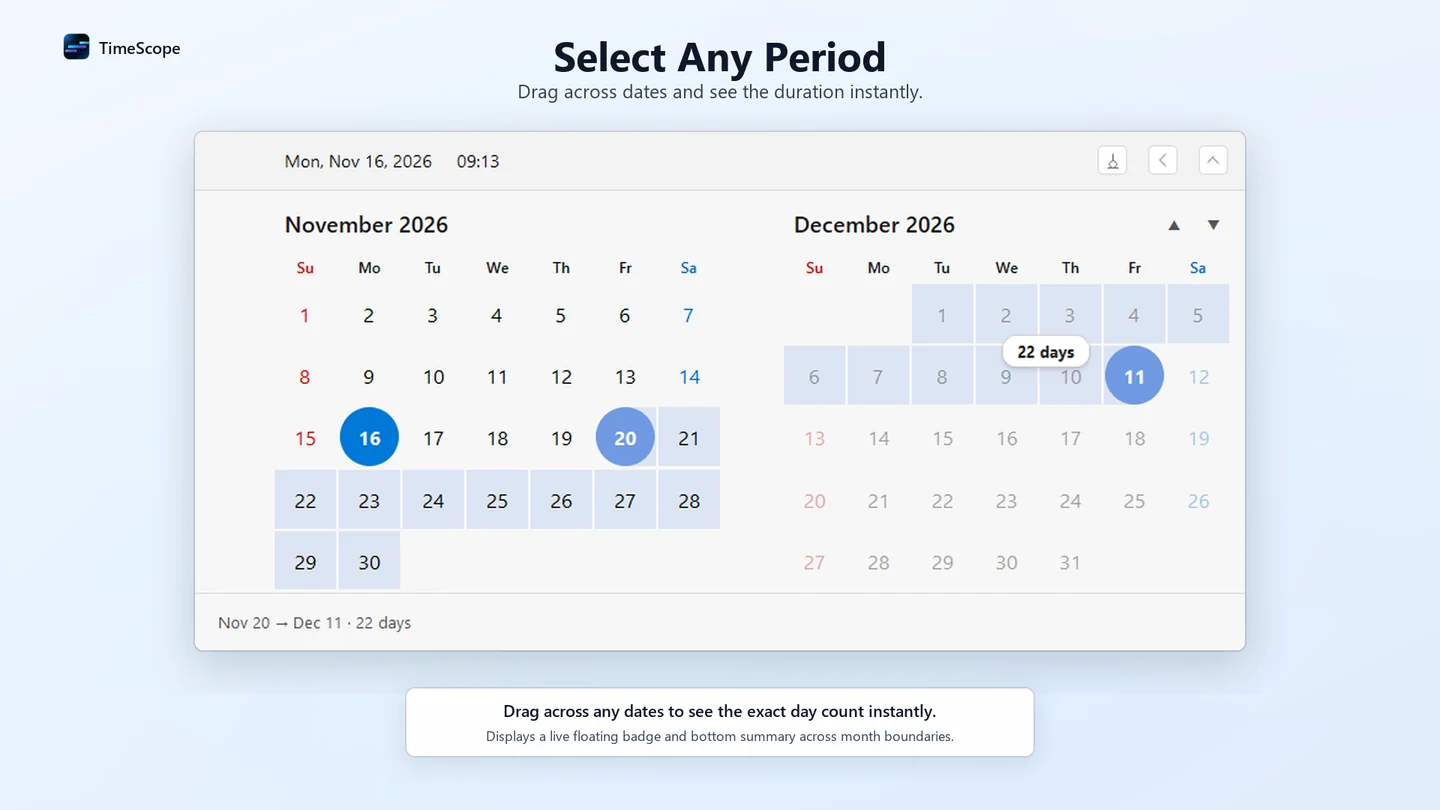 TimeScope
Select Any Period
Drag across dates and see the duration instantly.
Mon, Nov 16, 2026 09:13
November 2026
Su Mo Tu We Th Fr Sa
1 2 3 4 5 6 7
8 9 10 11 12 13 14
15 16 17 18 19 20 21
22 23 24 25 26 27 28
29 30
December 2026
Su Mo Tu We Th Fr Sa
1 2 3 4 5
22 days
6 7 8 9 10 11 12
13 14 15 16 17 18 19
20 21 22 23 24 25 26
27 28 29 30 31
Nov 20 → Dec 11 · 22 days
Drag across any dates to see the exact day count instantly.
Displays a live floating badge and bottom summary across month boundaries.